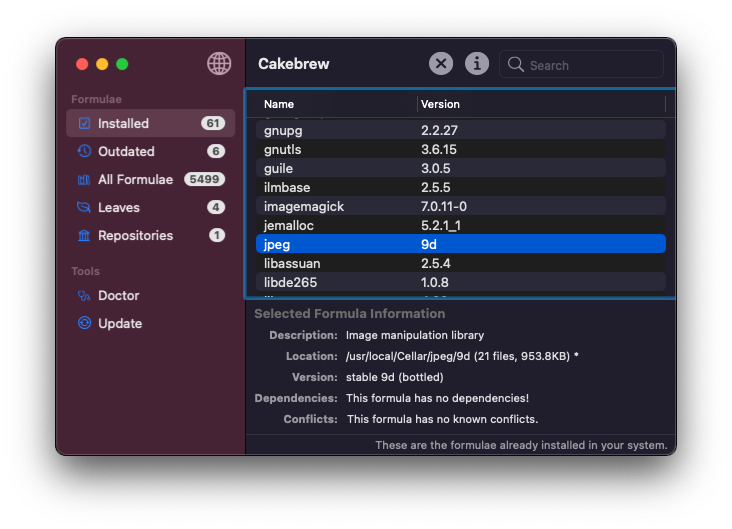 Cakebrew
Search
Formulae
Installed 61
Outdated 6
All Formulae 5499
Leaves 4
Repositories 1
Tools
Doctor
Update
Name Version
gnupg 2.2.27
gnutls 3.6.15
guile 3.0.5
ilmbase 2.5.5
imagemagick 7.0.11-0
jemalloc 5.2.1_1
jpeg 9d
libassuan 2.5.4
libde265 1.0.8
Selected Formula Information
Description: Image manipulation library
Location: /usr/local/Cellar/jpeg/9d (21 files, 953.8KB) *
Version: stable 9d (bottled)
Dependencies: This formula has no dependencies!
Conflicts: This formula has no known conflicts.
These are the formulae already installed in your system.